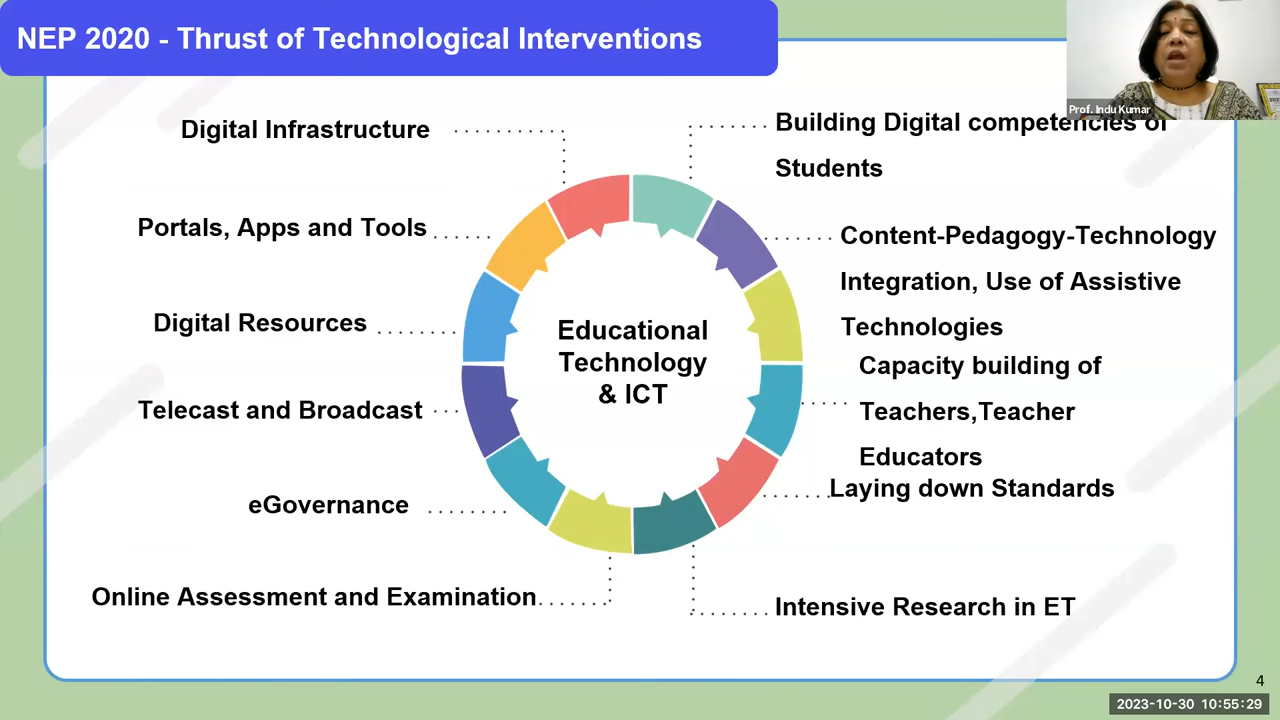 NEP 2020 - Thrust of Technological Interventions
Prof. Indu Kumar
Digital Infrastructure
Portals, Apps and Tools
Digital Resources
Telecast and Broadcast
eGovernance
Online Assessment and Examination
Educational
Technology
& ICT
Building Digital competencies of
Students
Content-Pedagogy-Technology
Integration, Use of Assistive
Technologies
Capacity building of
Teachers,Teacher
Educators
Laying down Standards
Intensive Research in ET
4
2023-10-30 10:55:29